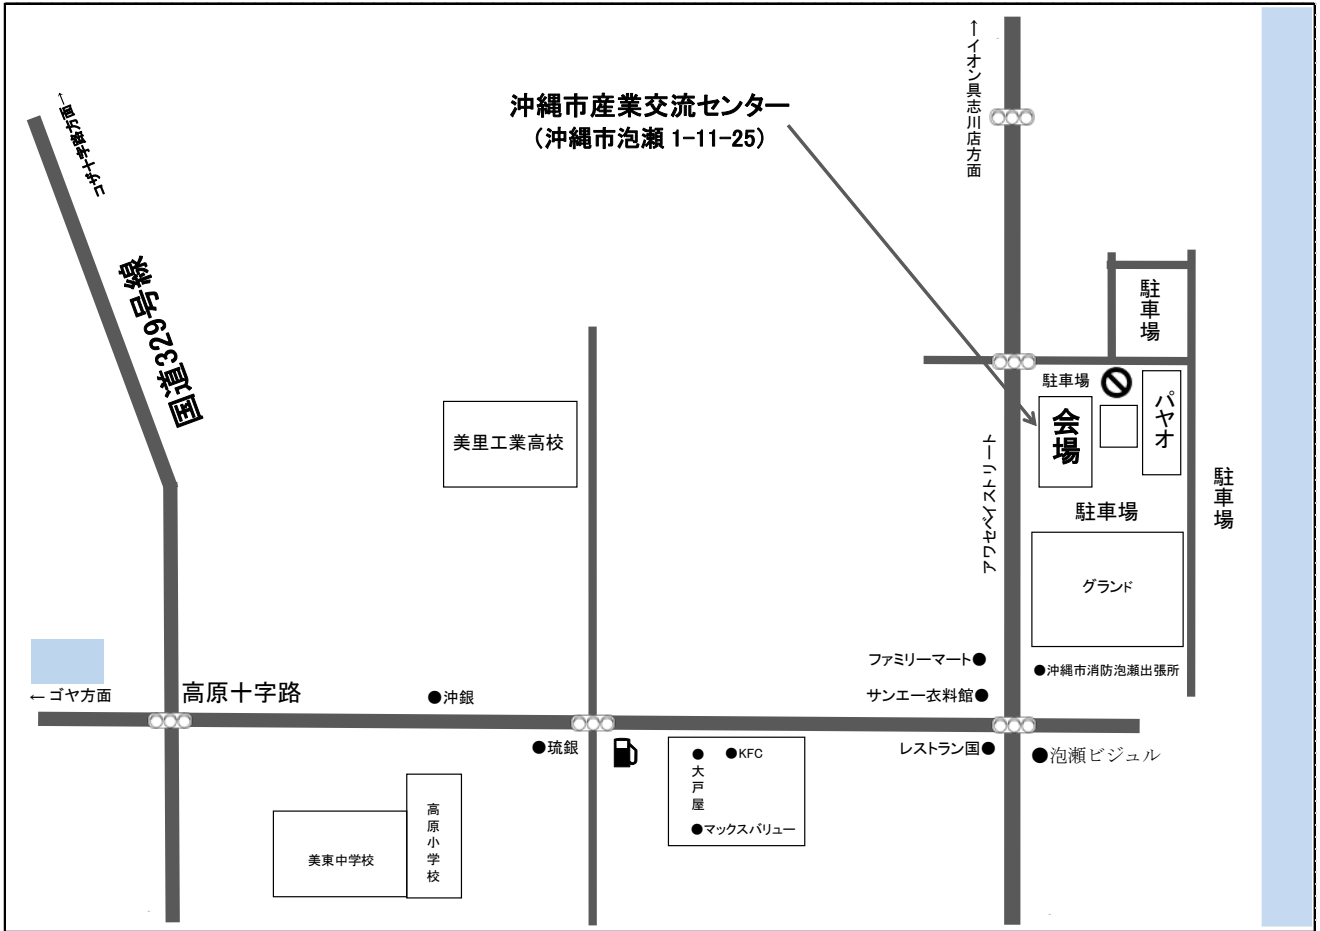 ↑イオン具志川店方面
沖縄市産業交流センター
（沖縄市泡瀬 1-11-25）
コザ十字路方面→
国道329号線
駐車場
駐車場
パヤオ
会場
美里工業高校
アワセベイストリート
駐車場
駐車場
グランド
ファミリーマート●
●沖縄市消防泡瀬出張所
←ゴヤ方面
高原十字路
●沖銀
サンエー衣料館●
●琉銀
●大戸屋
●KFC
レストラン国●
●泡瀬ビジュル
●マックスバリュー
高原小学校
美東中学校